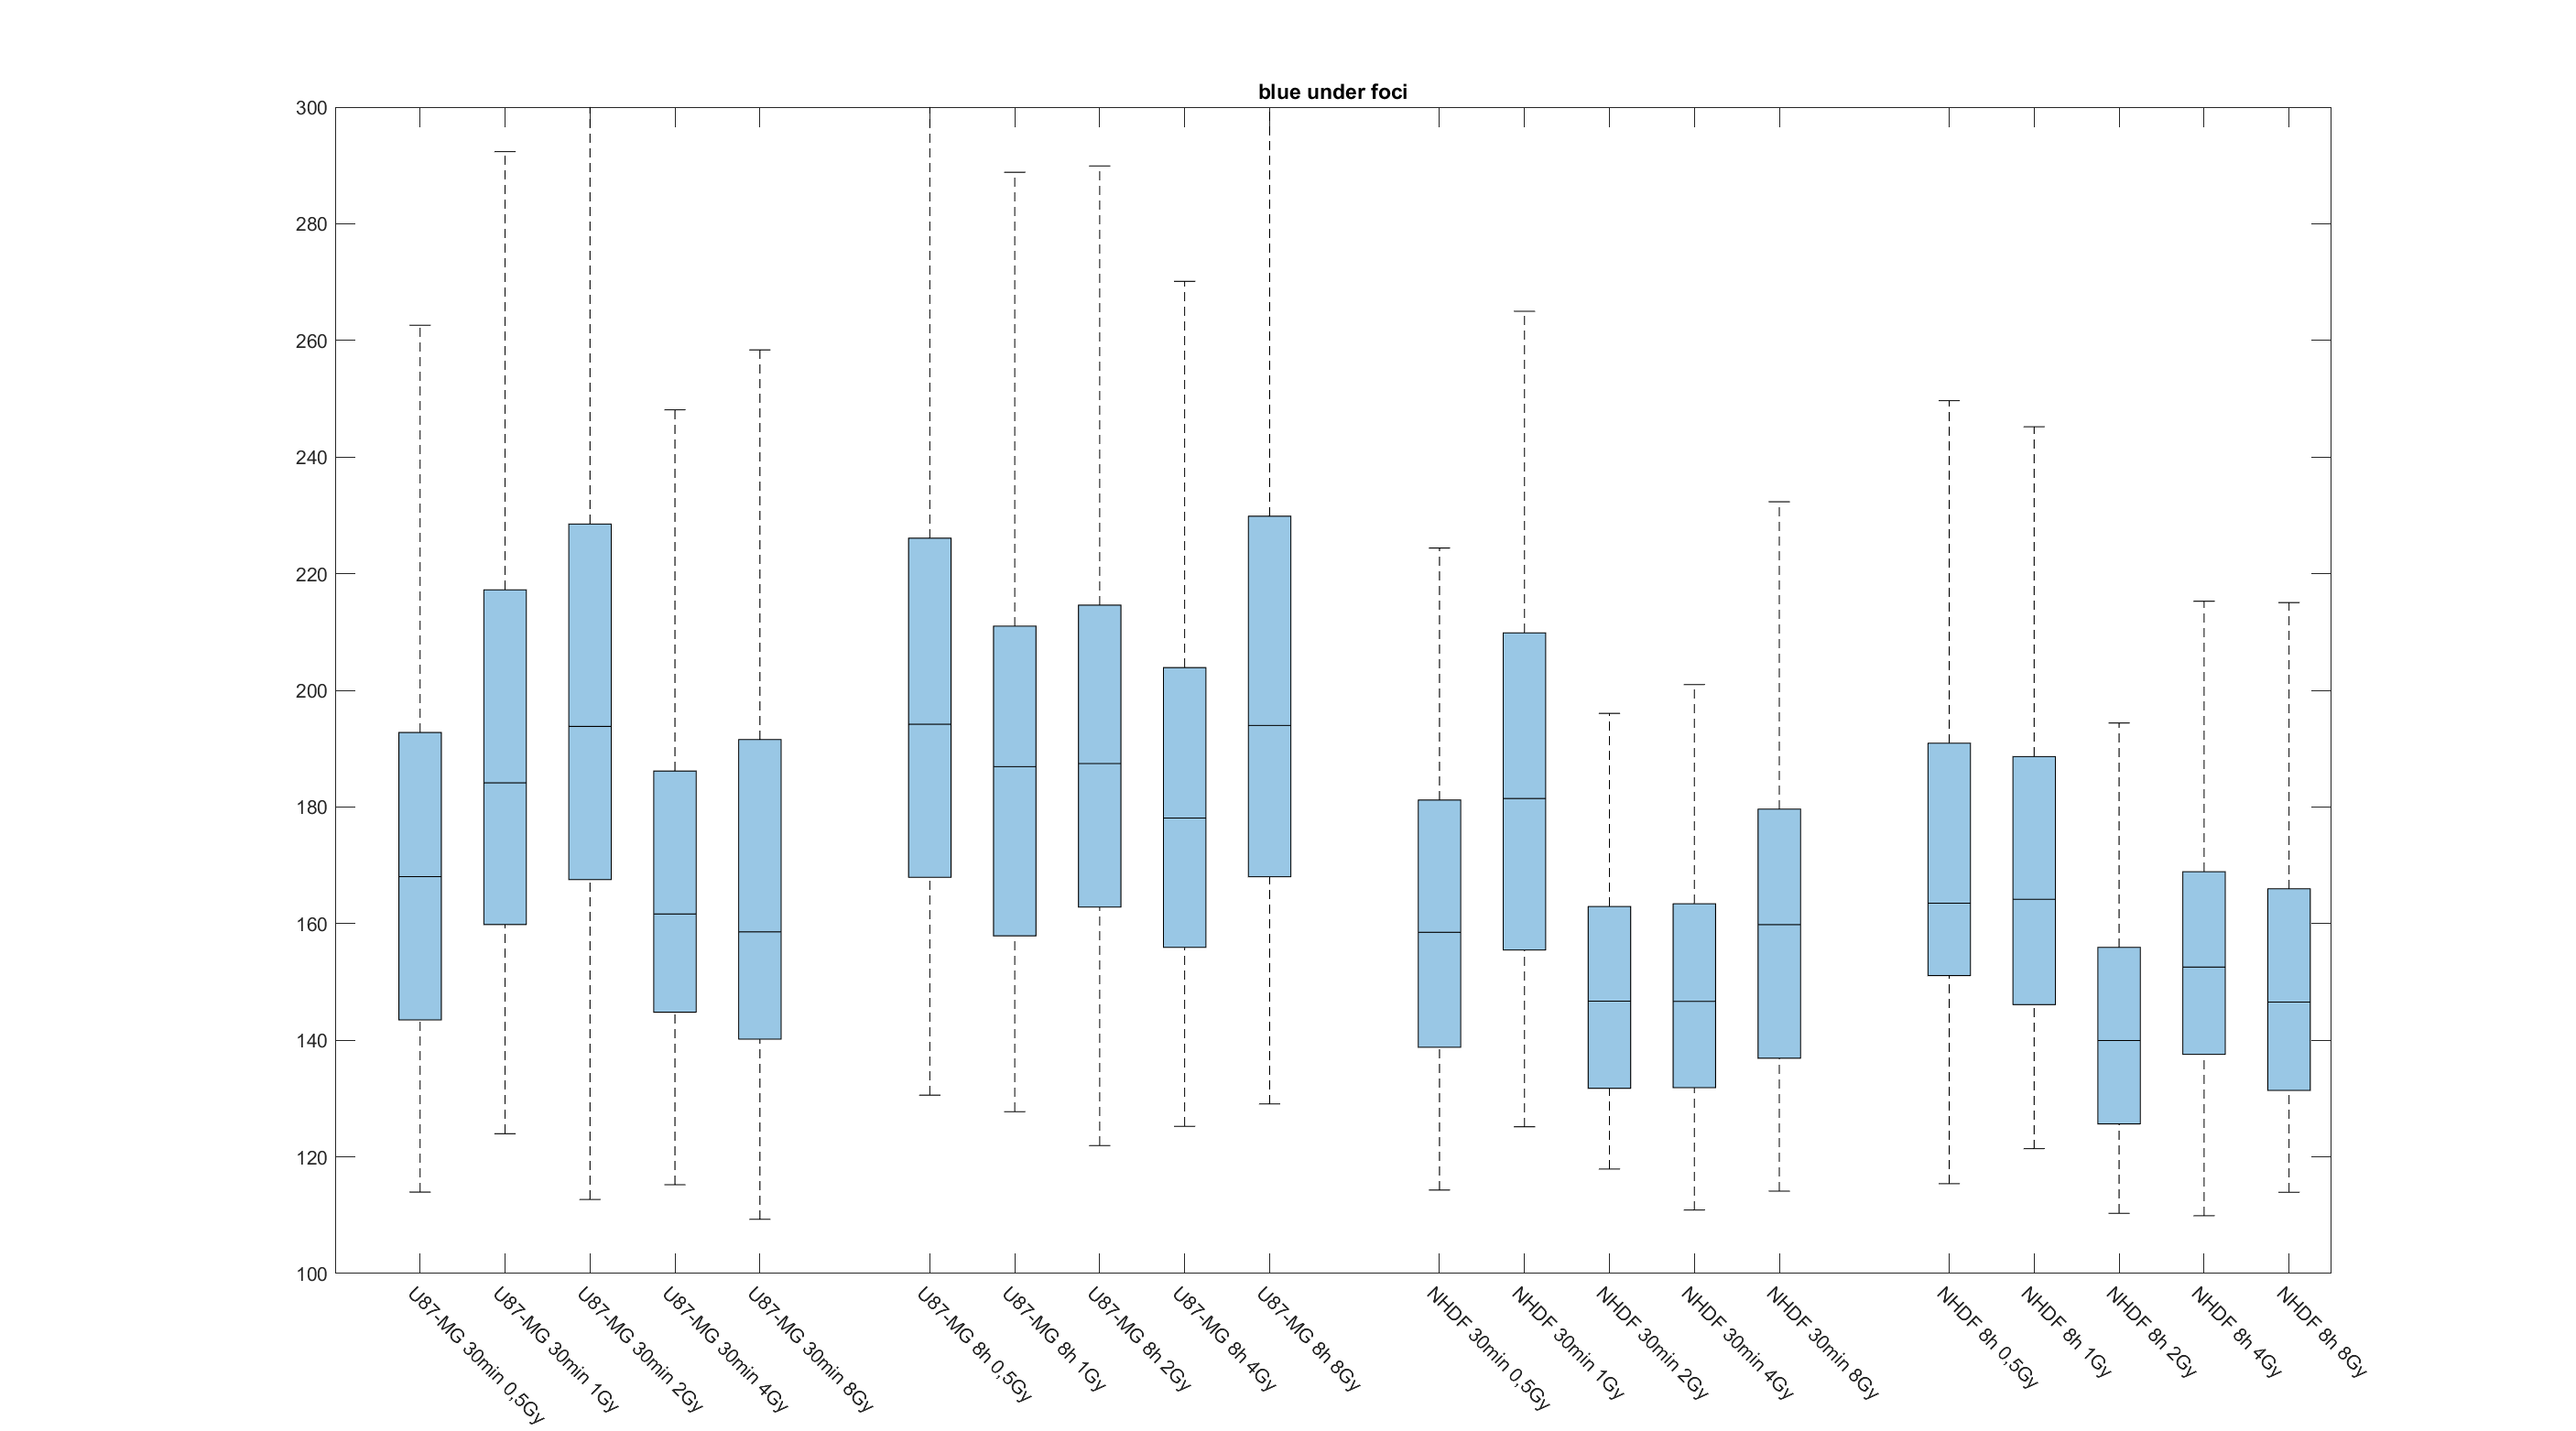 blue under foci
300
280
260
240
220
200
180
160
140
120
100
U87-MG 30min 0,5Gy
U87-MG 30min 1Gy
U87-MG 30min 2Gy
U87-MG 30min 4Gy
U87-MG 30min 8Gy
U87-MG 8h 0,5Gy
U87-MG 8h 1Gy
U87-MG 8h 2Gy
U87-MG 8h 4Gy
U87-MG 8h 8Gy
NHDF 30min 0,5Gy
NHDF 30min 1Gy
NHDF 30min 2Gy
NHDF 30min 4Gy
NHDF 30min 8Gy
NHDF 8h 0,5Gy
NHDF 8h 1Gy
NHDF 8h 2Gy
NHDF 8h 4Gy
NHDF 8h 8Gy